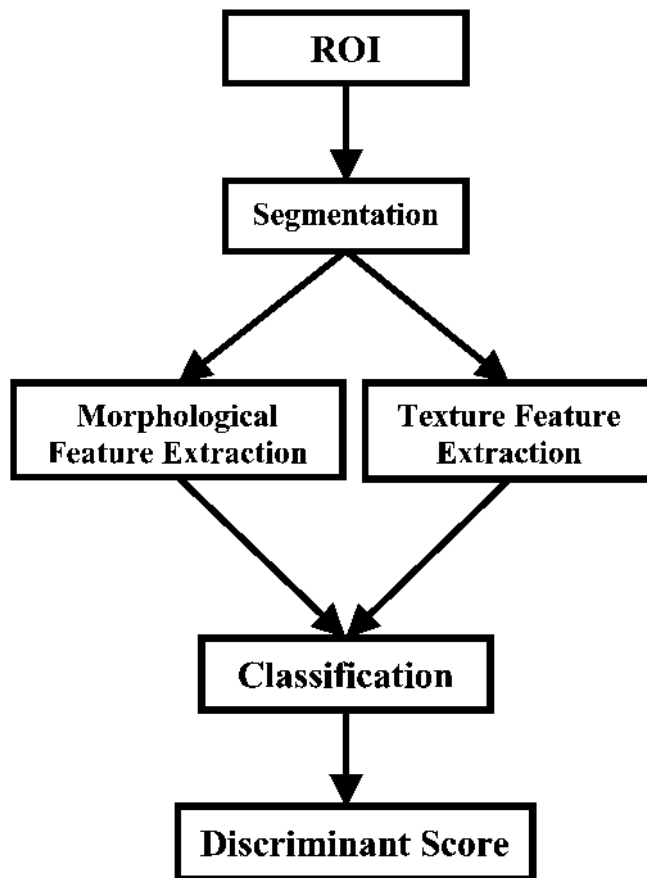 ROI
Segmentation
Morphological
Feature Extraction
Texture Feature
Extraction
Classification
Discriminant Score